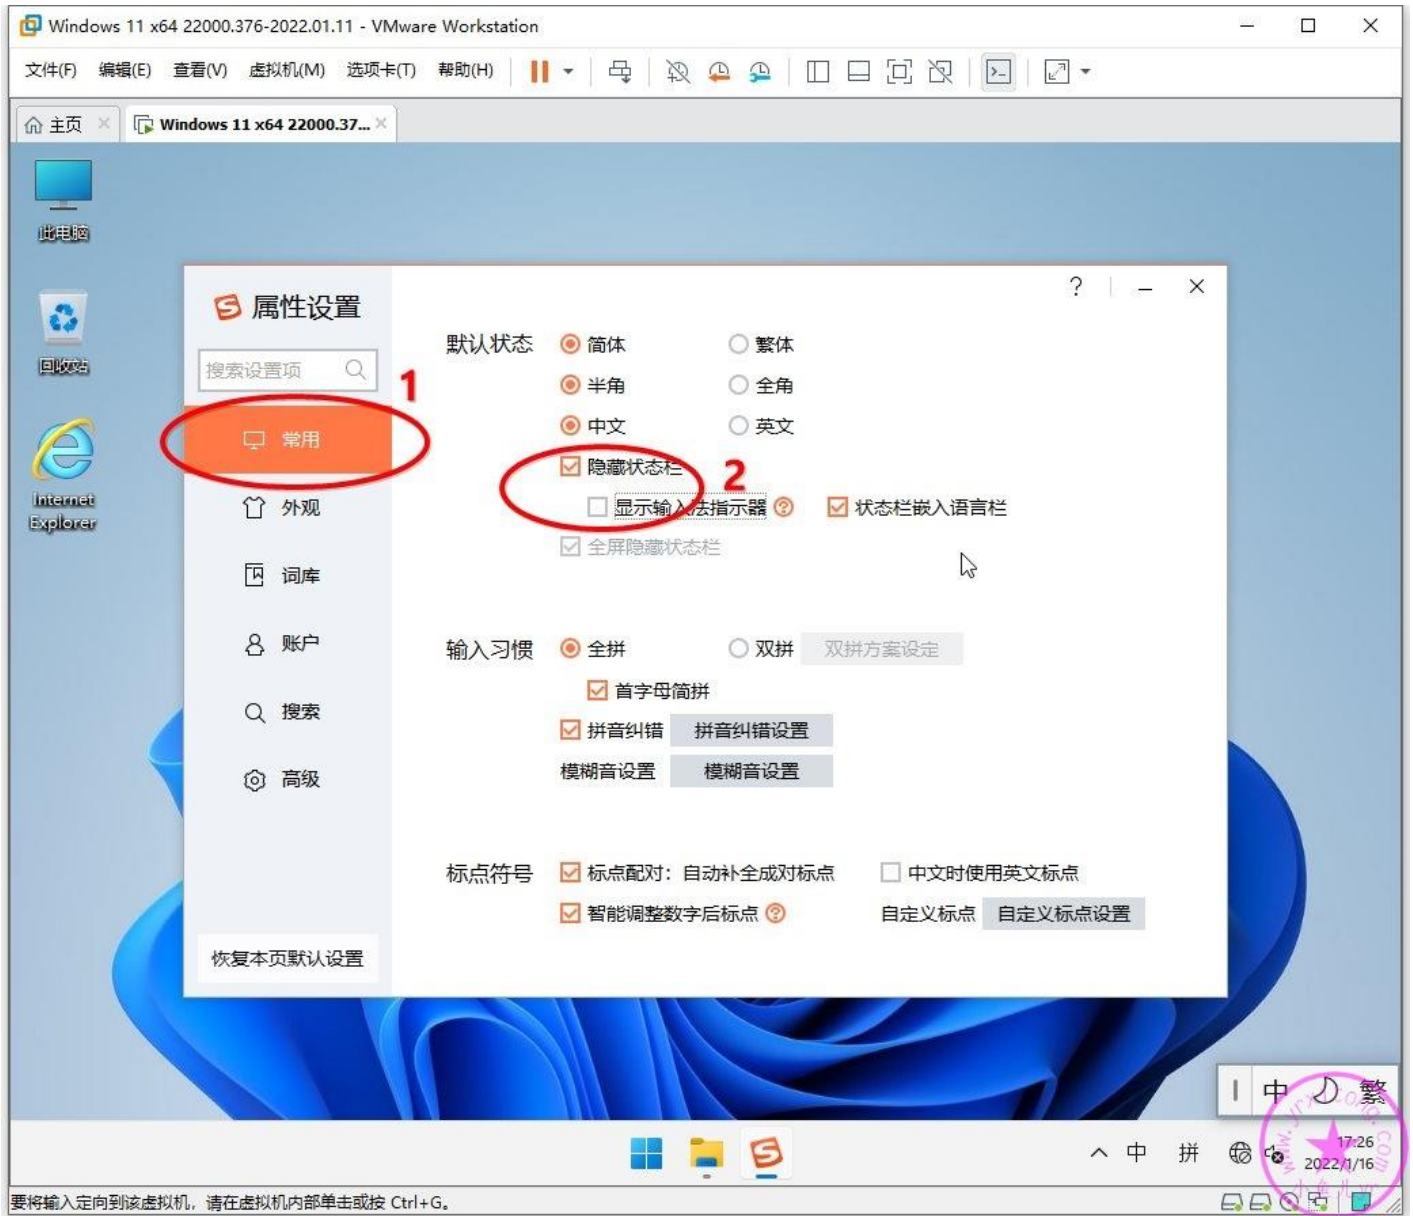 Windows 11 x64 22000.376-2022.01.11 - VMware Workstation
文件(F) 编辑(E) 查看(V) 虚拟机(M) 选项卡(T) 帮助(H)
主页 Windows 11 x64 22000.37...
此电脑
回收站
Internet
Explorer
属性设置
搜索设置项
1
常用
外观
词库
账户
搜索
高级
恢复本页默认设置
默认状态 简体 繁体
半角 全角
中文 英文
隐藏状态栏 2
显示输入法指示器 状态栏嵌入语言栏
全屏隐藏状态栏
输入习惯 全拼 双拼 双拼方案设定
首字母简拼
拼音纠错 拼音纠错设置
模糊音设置 模糊音设置
标点符号 标点配对：自动补全成对标点 中文时使用英文标点
智能调整数字后标点 自定义标点 自定义标点设置
中 繁
中 拼 17:26
2022/1/16
要将输入定向到该虚拟机，请在虚拟机内部单击或按 Ctrl+G。